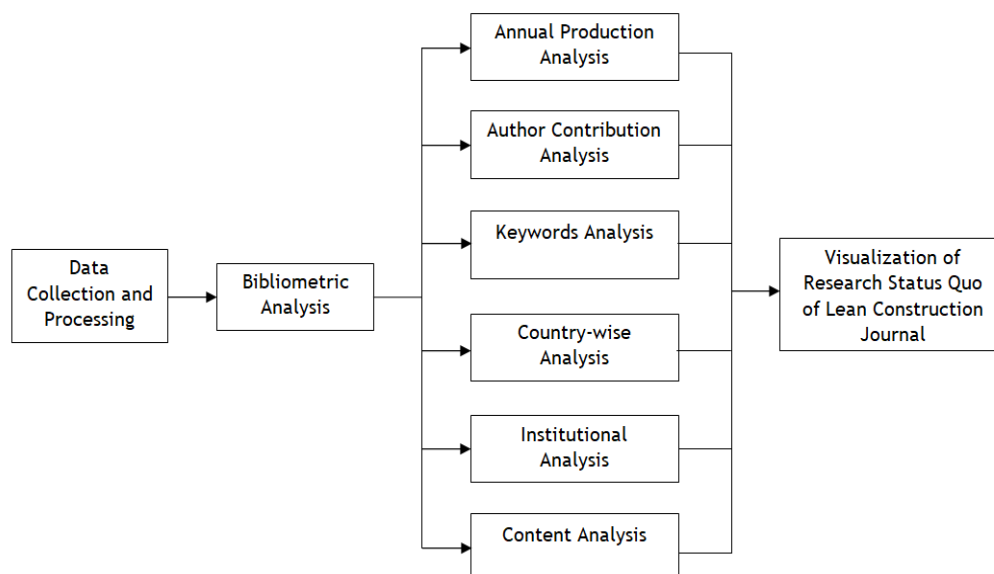 Data
Collection and
Processing
Bibliometric
Analysis
Annual Production
Analysis
Author Contribution
Analysis
Keywords Analysis
Country-wise
Analysis
Institutional
Analysis
Content Analysis
Visualization of
Research Status Quo
of Lean Construction
Journal